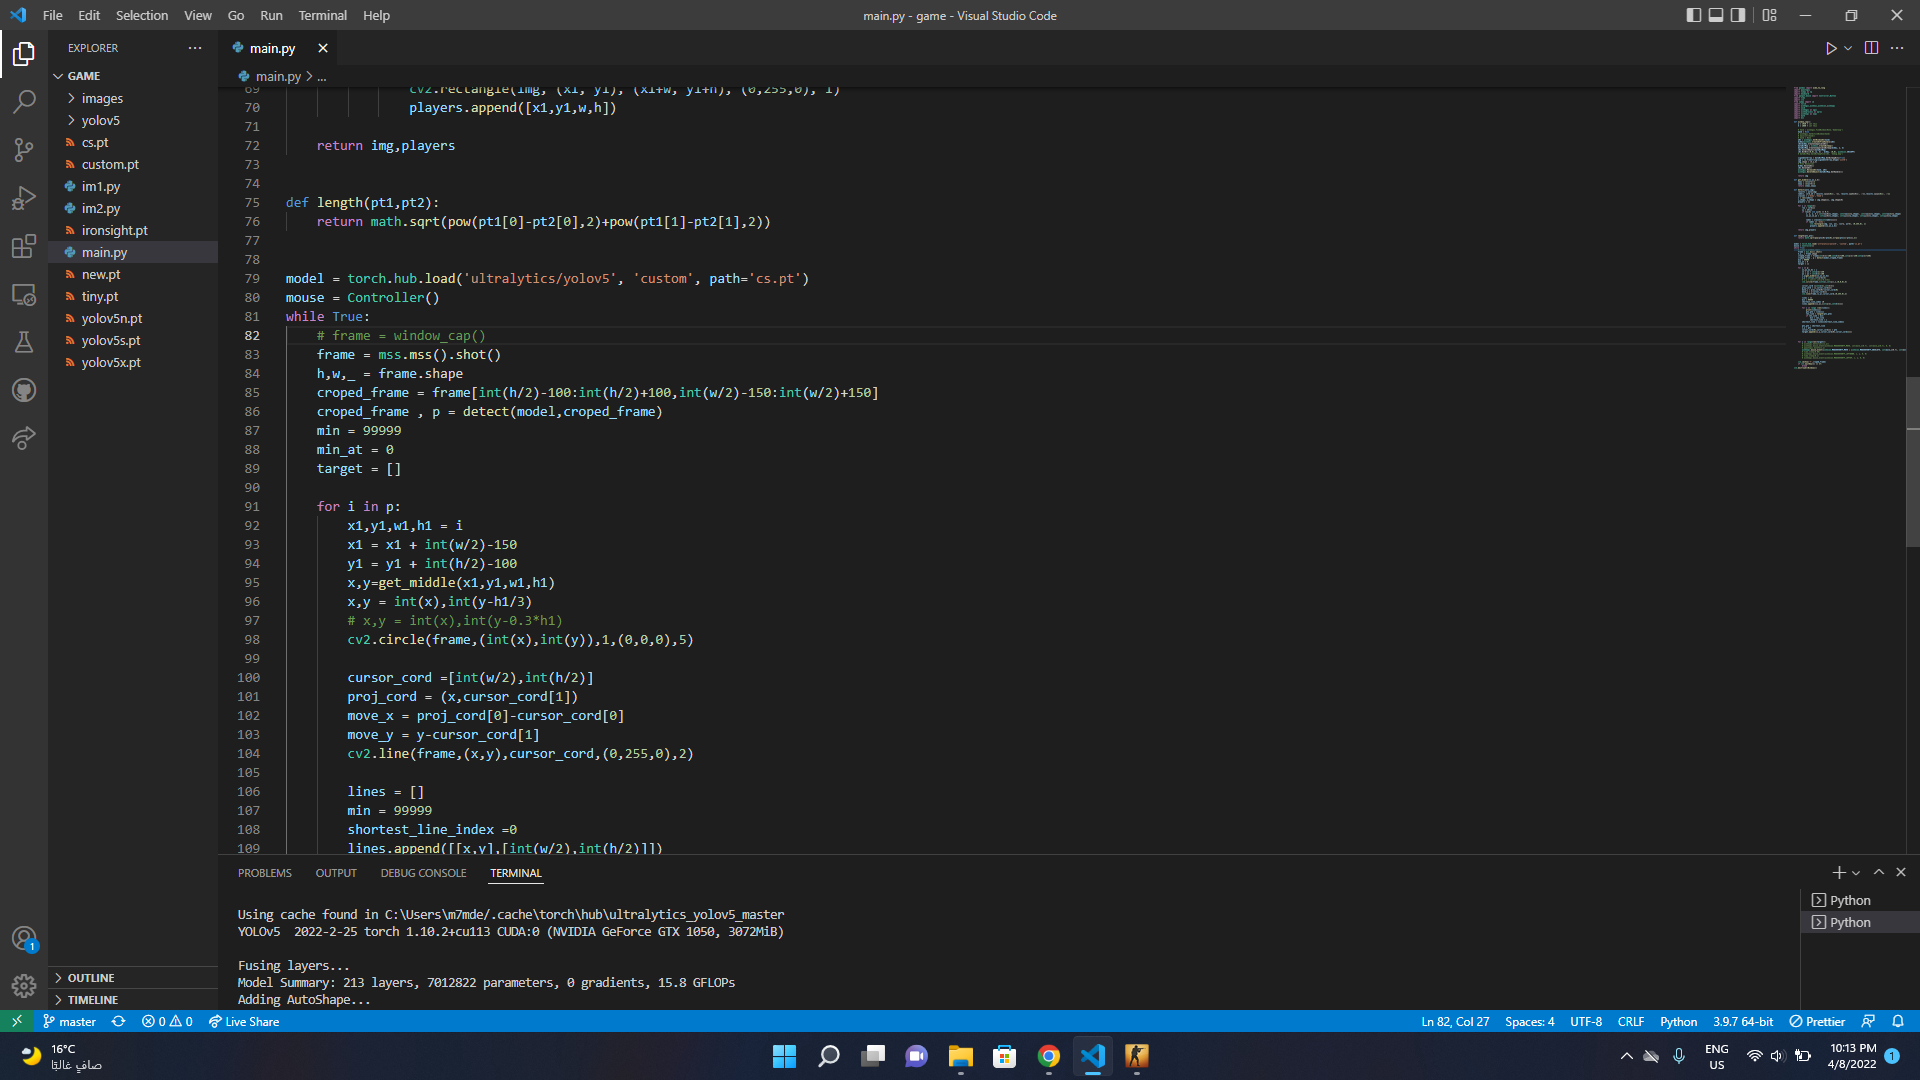 File Edit Selection View Go Run Terminal Help
main.py - game - Visual Studio Code
EXPLORER
GAME
images
yolov5
cs.pt
custom.pt
im1.py
im2.py
ironsight.pt
main.py
new.pt
tiny.pt
yolov5n.pt
yolov5s.pt
yolov5x.pt
OUTLINE
TIMELINE
main.py
main.py > ...
69 cv2.rectangle(img, (x1, y1), (x1+w, y1+h), (0,255,0), 1)
70 players.append([x1,y1,w,h])
71
72 return img,players
73
74
75 def length(pt1,pt2):
76 return math.sqrt(pow(pt1[0]-pt2[0],2)+pow(pt1[1]-pt2[1],2))
77
78
79 model = torch.hub.load('ultralytics/yolov5', 'custom', path='cs.pt')
80 mouse = Controller()
81 while True:
82 # frame = window_cap()
83 frame = mss.mss().shot()
84 h,w,_ = frame.shape
85 croped_frame = frame[int(h/2)-100:int(h/2)+100,int(w/2)-150:int(w/2)+150]
86 croped_frame , p = detect(model,croped_frame)
87 min = 99999
88 min_at = 0
89 target = []
90
91 for i in p:
92 x1,y1,w1,h1 = i
93 x1 = x1 + int(w/2)-150
94 y1 = y1 + int(h/2)-100
95 x,y=get_middle(x1,y1,w1,h1)
96 x,y = int(x),int(y-h1/3)
97 # x,y = int(x),int(y-0.3*h1)
98 cv2.circle(frame,(int(x),int(y)),1,(0,0,0),5)
99
100 cursor_cord =[int(w/2),int(h/2)]
101 proj_cord = (x,cursor_cord[1])
102 move_x = proj_cord[0]-cursor_cord[0]
103 move_y = y-cursor_cord[1]
104 cv2.line(frame,(x,y),cursor_cord,(0,255,0),2)
105
106 lines = []
107 min = 99999
108 shortest_line_index =0
109 lines.append([[x,y],[int(w/2),int(h/2)]])
PROBLEMS OUTPUT DEBUG CONSOLE TERMINAL
Using cache found in C:\Users\m7mde/.cache\torch\hub\ultralytics_yolov5_master
YOLOv5 2022-2-25 torch 1.10.2+cu113 CUDA:0 (NVIDIA GeForce GTX 1050, 3072MiB)
Fusing layers...
Model Summary: 213 layers, 7012822 parameters, 0 gradients, 15.8 GFLOPs
Adding AutoShape...
Python
Python
1
master 0 0 Live Share
Ln 82, Col 27 Spaces: 4 UTF-8 CRLF Python 3.9.7 64-bit Prettier
16°C
صافٍ غالبًا
ENG
US
10:13 PM
4/8/2022
1